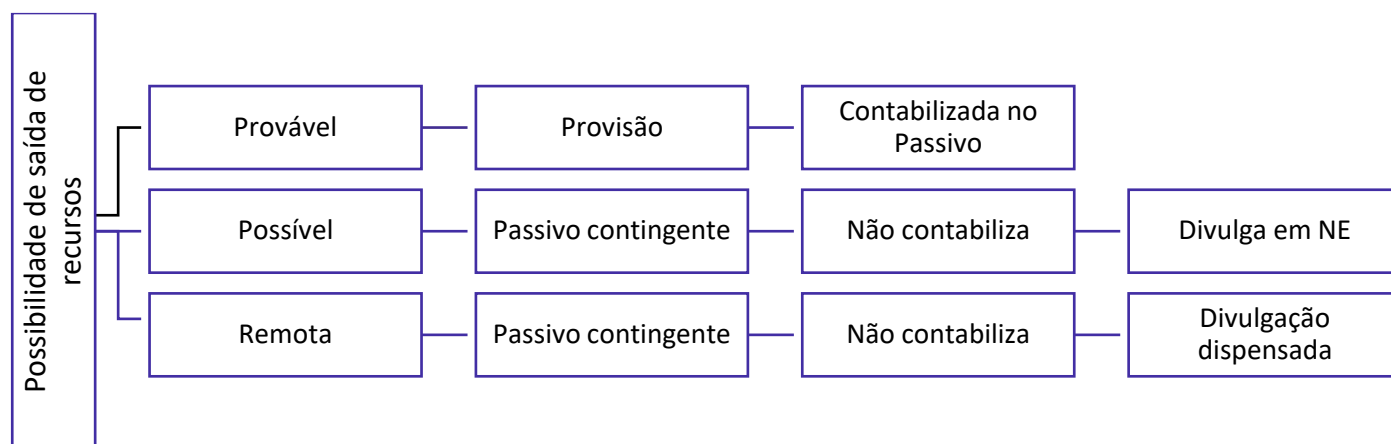 Possibilidade de saída de
recursos
Provável
Provisão
Contabilizada no
Passivo
Possível
Passivo contingente
Não contabiliza
Divulga em NE
Remota
Passivo contingente
Não contabiliza
Divulgação
dispensada